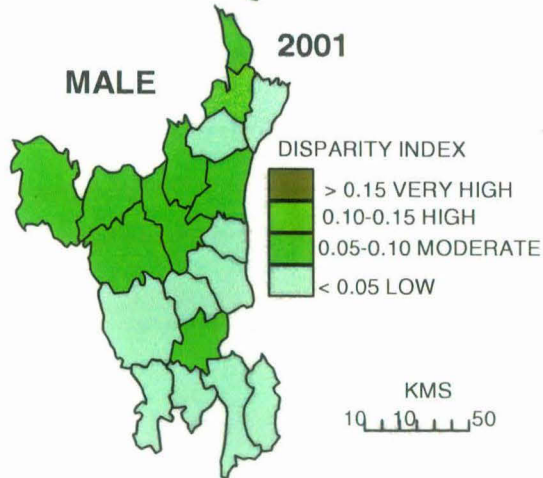 2001
MALE
DISPARITY INDEX
> 0.15 VERY HIGH
0.10-0.15 HIGH
0.05-0.10 MODERATE
< 0.05 LOW
KMS
10 10 50